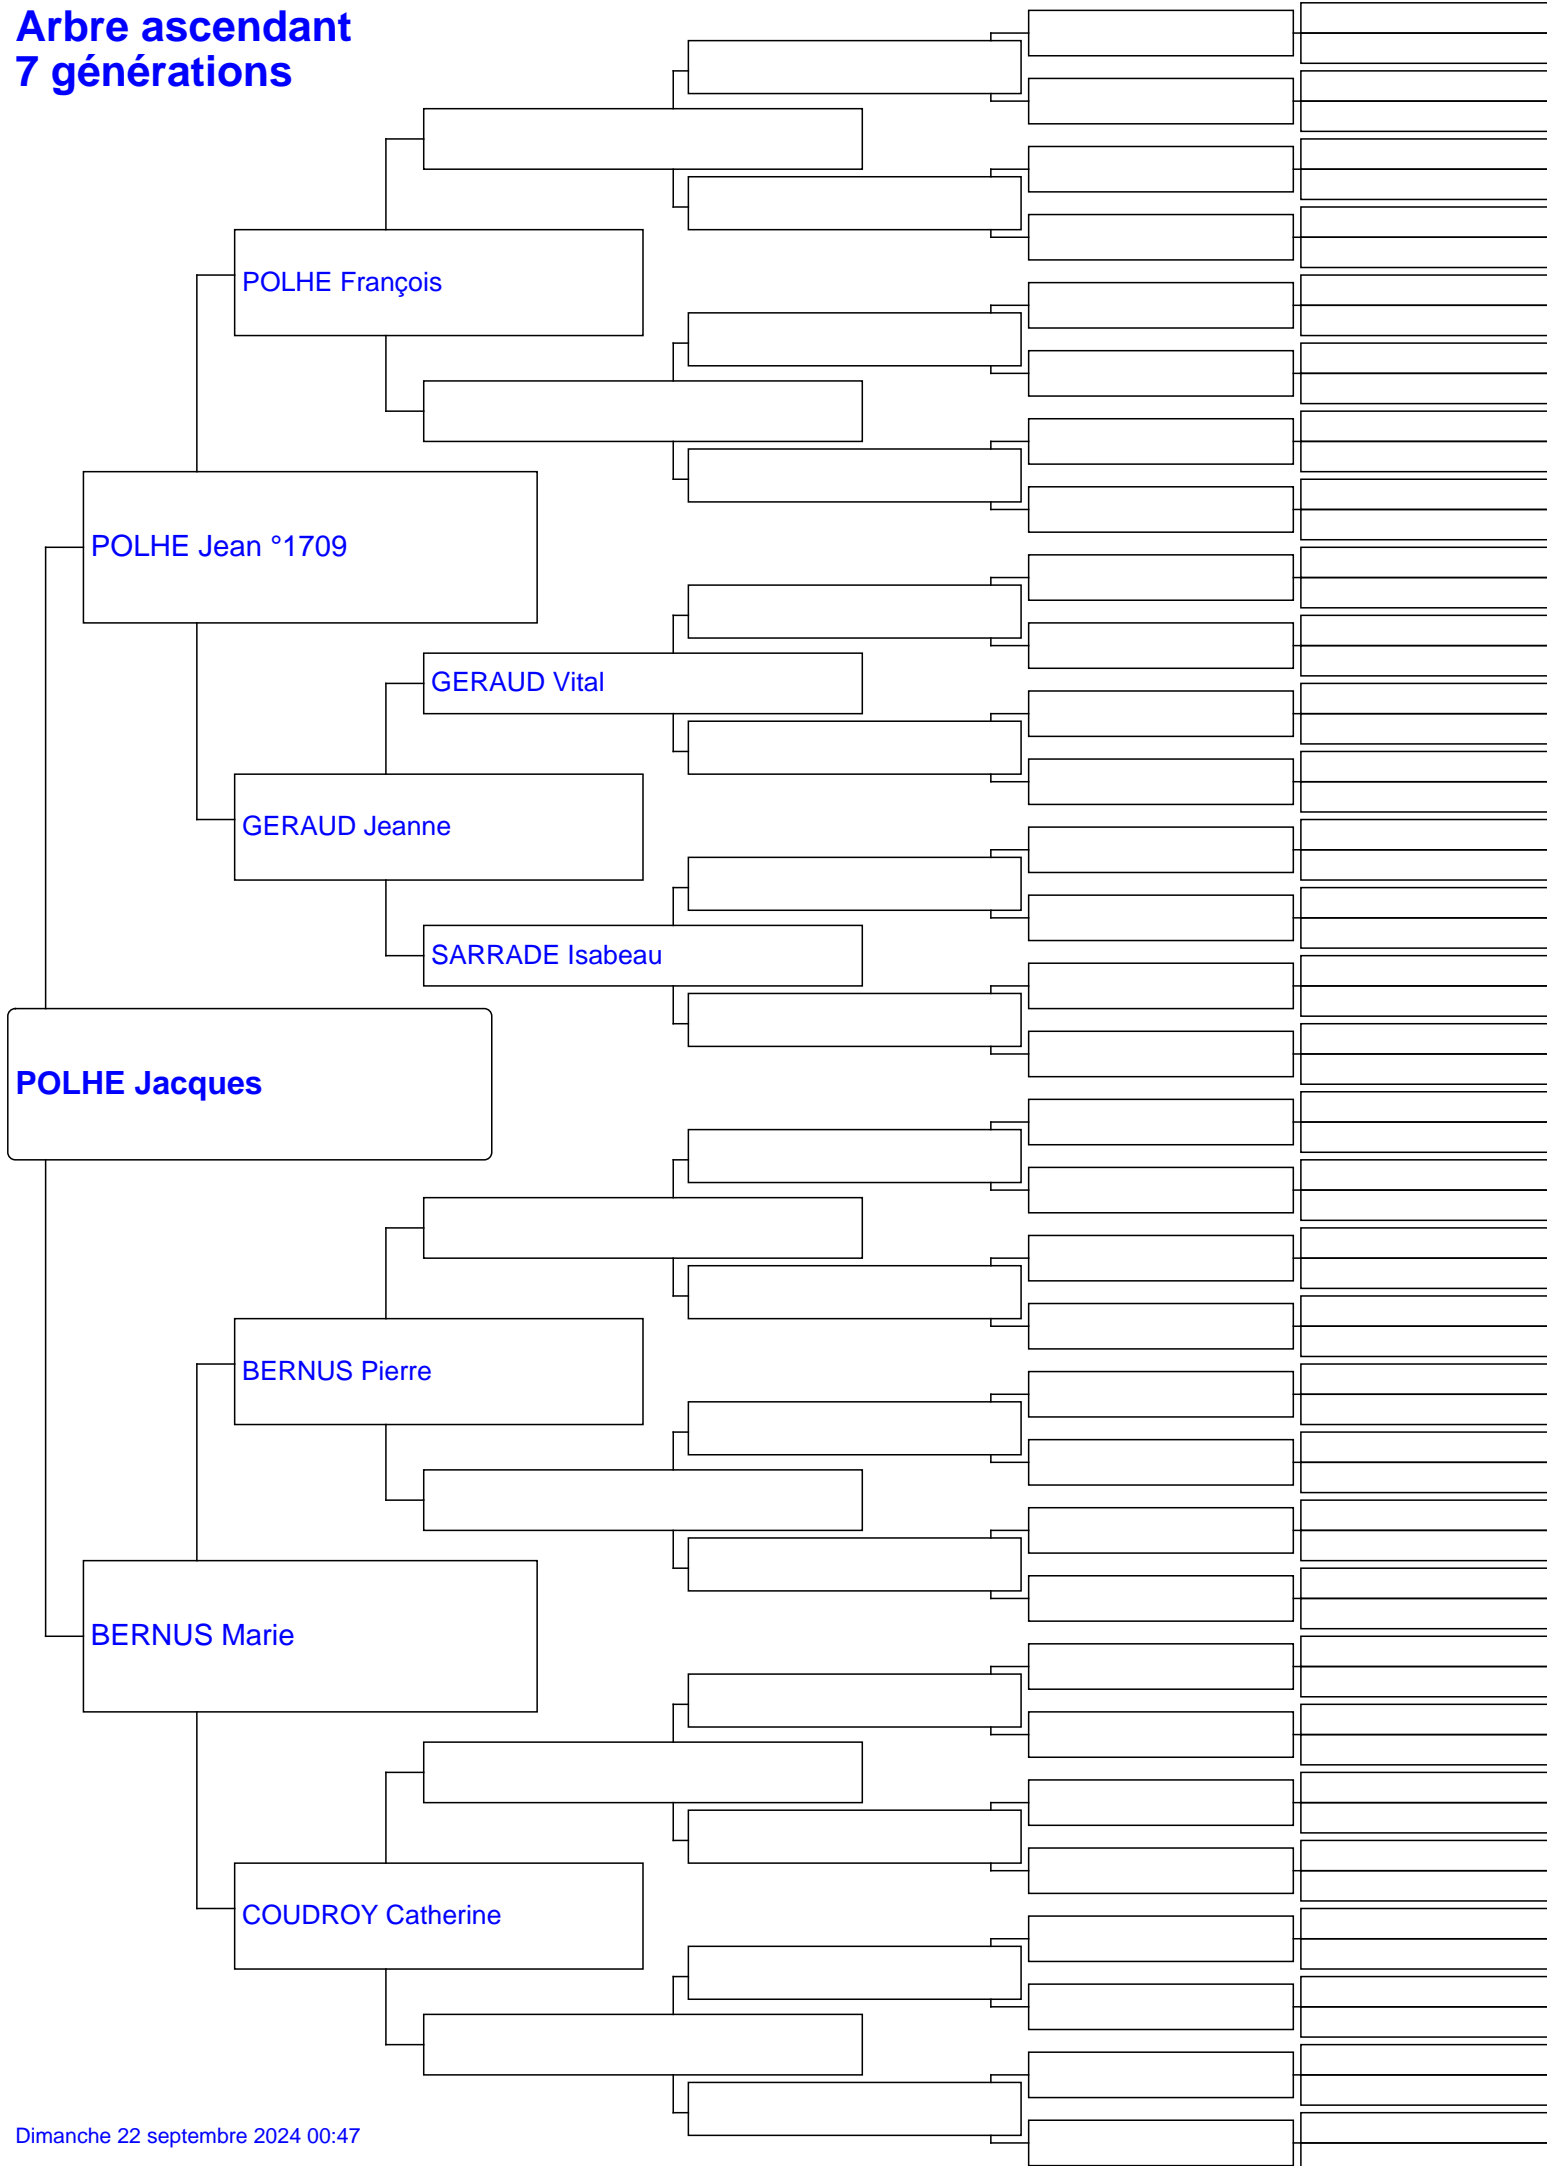 Arbre ascendant
7 générations
POLHE François
POLHE Jean °1709
GERAUD Vital
GERAUD Jeanne
SARRADE Isabeau
POLHE Jacques
BERNUS Pierre
BERNUS Marie
COUDROY Catherine
Dimanche 22 septembre 2024 00:47